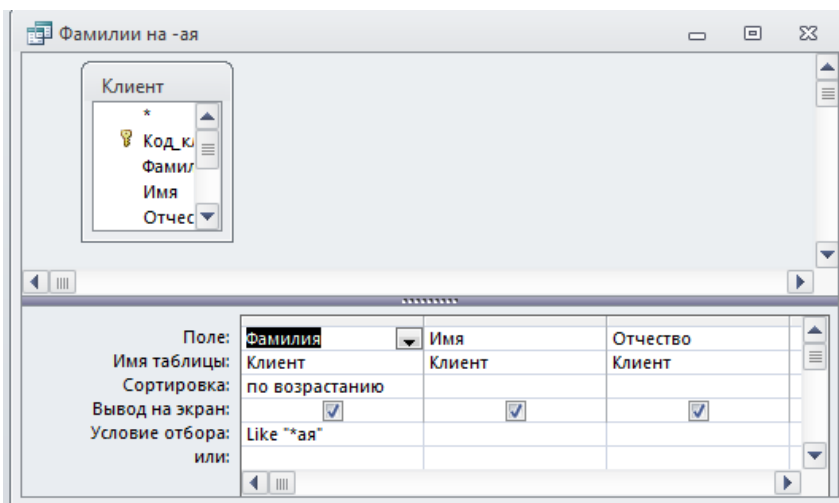 Фамилии на -ая
Клиент
*
Код_кл
Фамил
Имя
Отчес
Поле: Фамилия Имя Отчество
Имя таблицы: Клиент Клиент Клиент
Сортировка: по возрастанию
Вывод на экран:
Условие отбора: Like "*ая"
или: